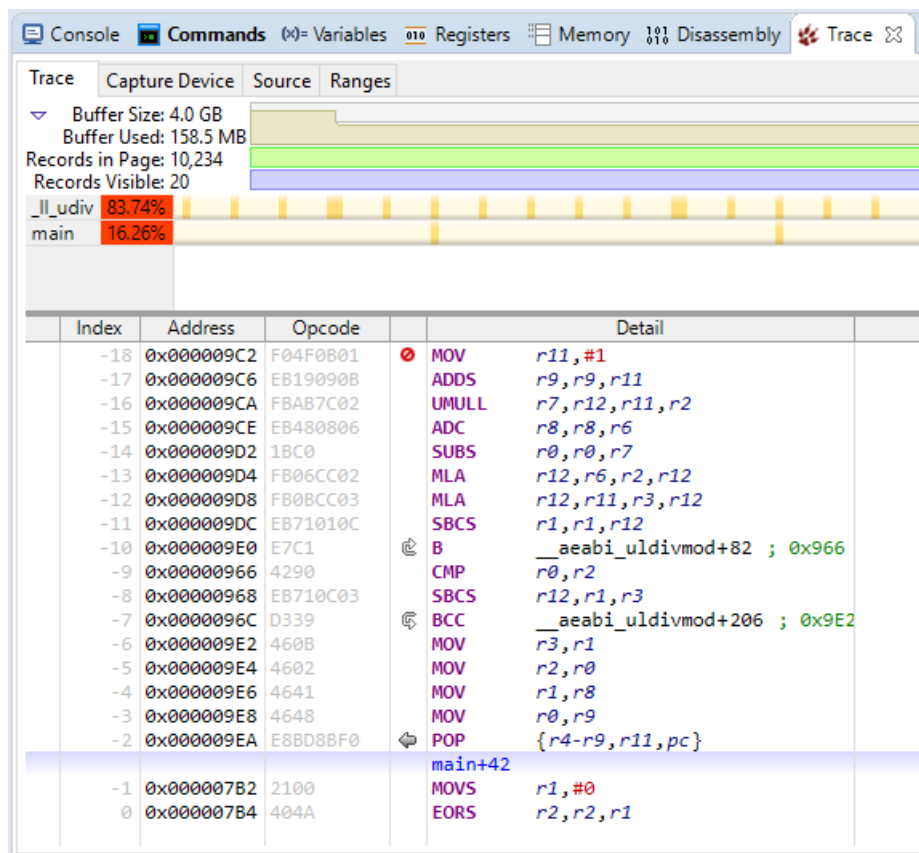 Console Commands (x)= Variables 010 Registers Memory Disassembly Trace
Trace Capture Device Source Ranges
Buffer Size: 4.0 GB
Buffer Used: 158.5 MB
Records in Page: 10,234
Records Visible: 20
_ll_udiv 83.74%
main 16.26%
Index Address Opcode Detail
-18 0x000009C2 F04F0B01 MOV r11,#1
-17 0x000009C6 EB19090B ADDS r9,r9,r11
-16 0x000009CA FBAB7C02 UMULL r7,r12,r11,r2
-15 0x000009CE EB480806 ADC r8,r8,r6
-14 0x000009D2 1BC0 SUBS r0,r0,r7
-13 0x000009D4 FB06CC02 MLA r12,r6,r2,r12
-12 0x000009D8 FB0BCC03 MLA r12,r11,r3,r12
-11 0x000009DC EB71010C SBCS r1,r1,r12
-10 0x000009E0 E7C1 B __aeabi_uldivmod+82 ; 0x966
-9 0x00000966 4290 CMP r0,r2
-8 0x00000968 EB710C03 SBCS r12,r1,r3
-7 0x0000096C D339 BCC __aeabi_uldivmod+206 ; 0x9E2
-6 0x000009E2 460B MOV r3,r1
-5 0x000009E4 4602 MOV r2,r0
-4 0x000009E6 4641 MOV r1,r8
-3 0x000009E8 4648 MOV r0,r9
-2 0x000009EA E8BD8BF0 POP {r4-r9,r11,pc}
main+42
-1 0x000007B2 2100 MOVS r1,#0
0 0x000007B4 404A EORS r2,r2,r1